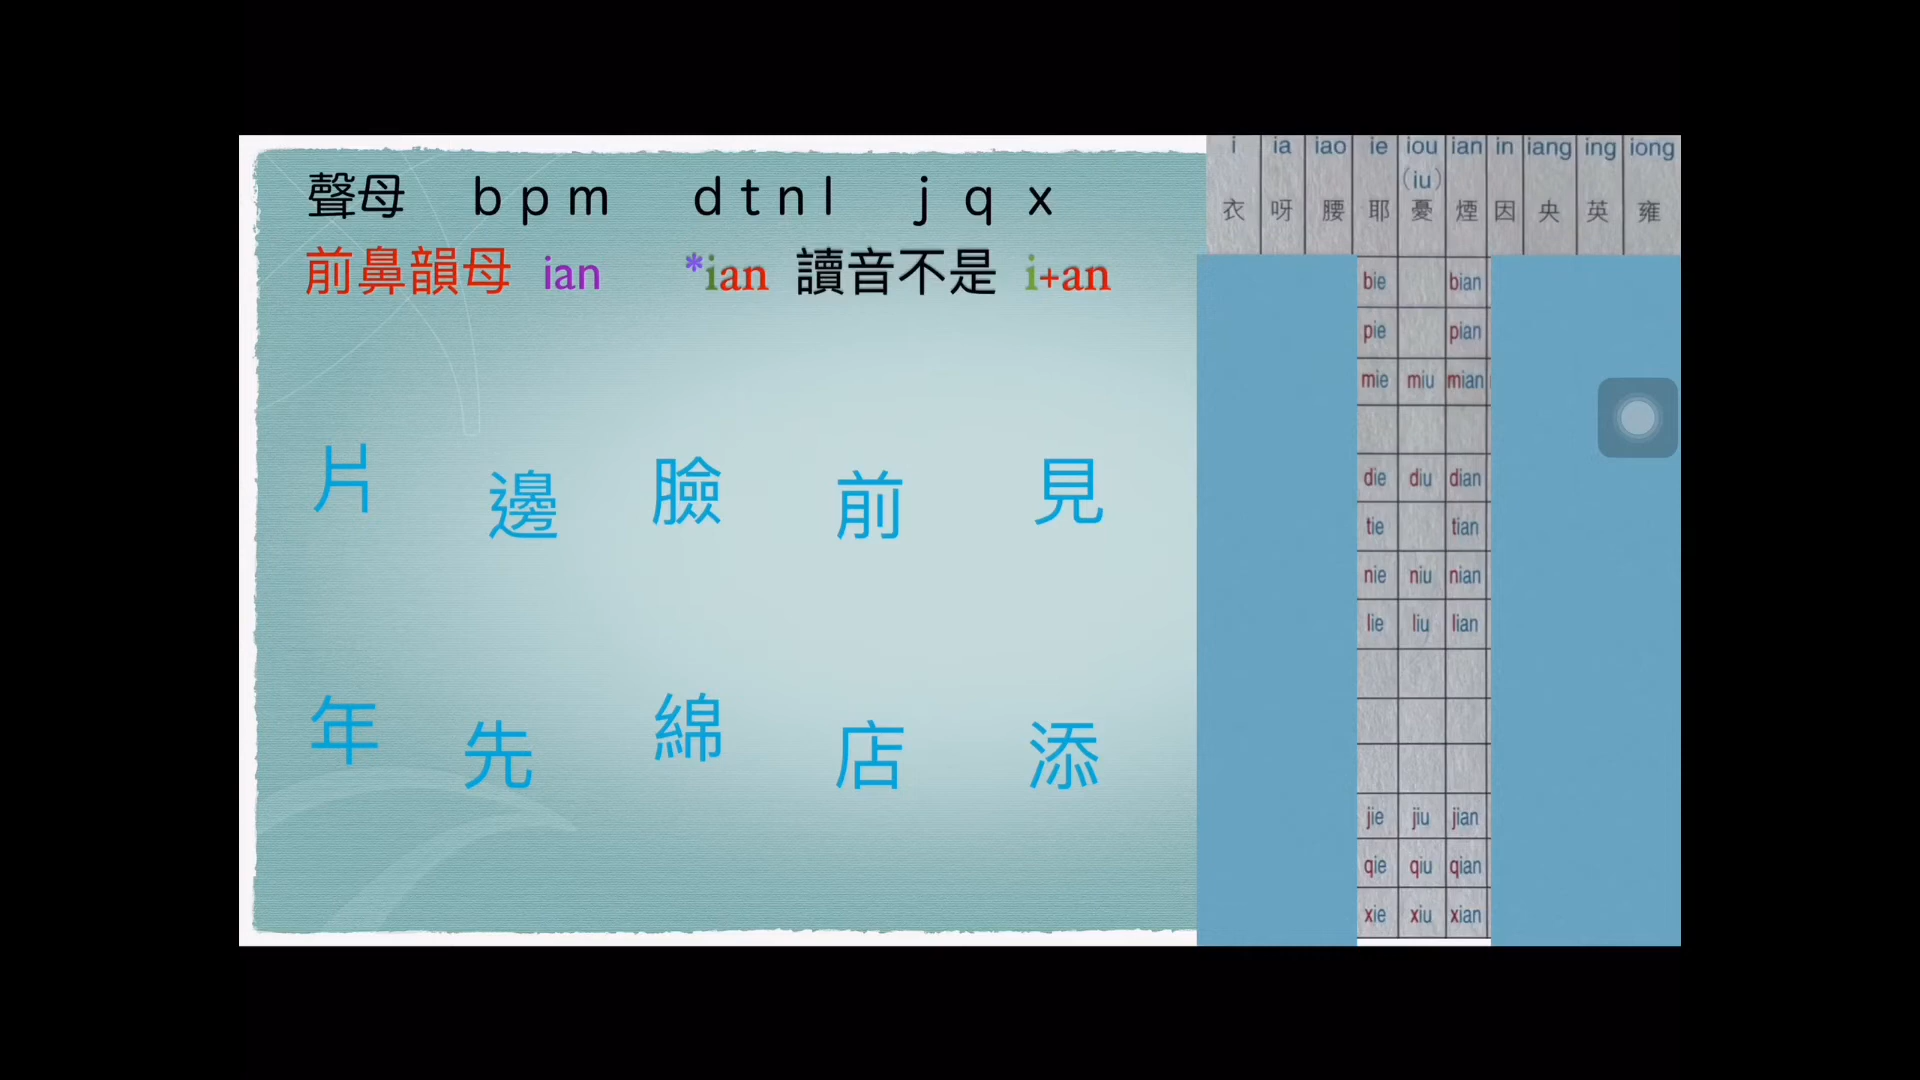 聲母 b p m d t n l j q x
前鼻韻母 ian *ian 讀音不是 i+an
片 邊 臉 前 見
年 先 綿 店 添
i ia iao ie iou ian in iang ing iong
(iu)
衣 呀 腰 耶 憂 煙 因 央 英 雍
bie bian
pie pian
mie miu mian
die diu dian
tie tian
nie niu nian
lie liu lian
jie jiu jian
qie qiu qian
xie xiu xian